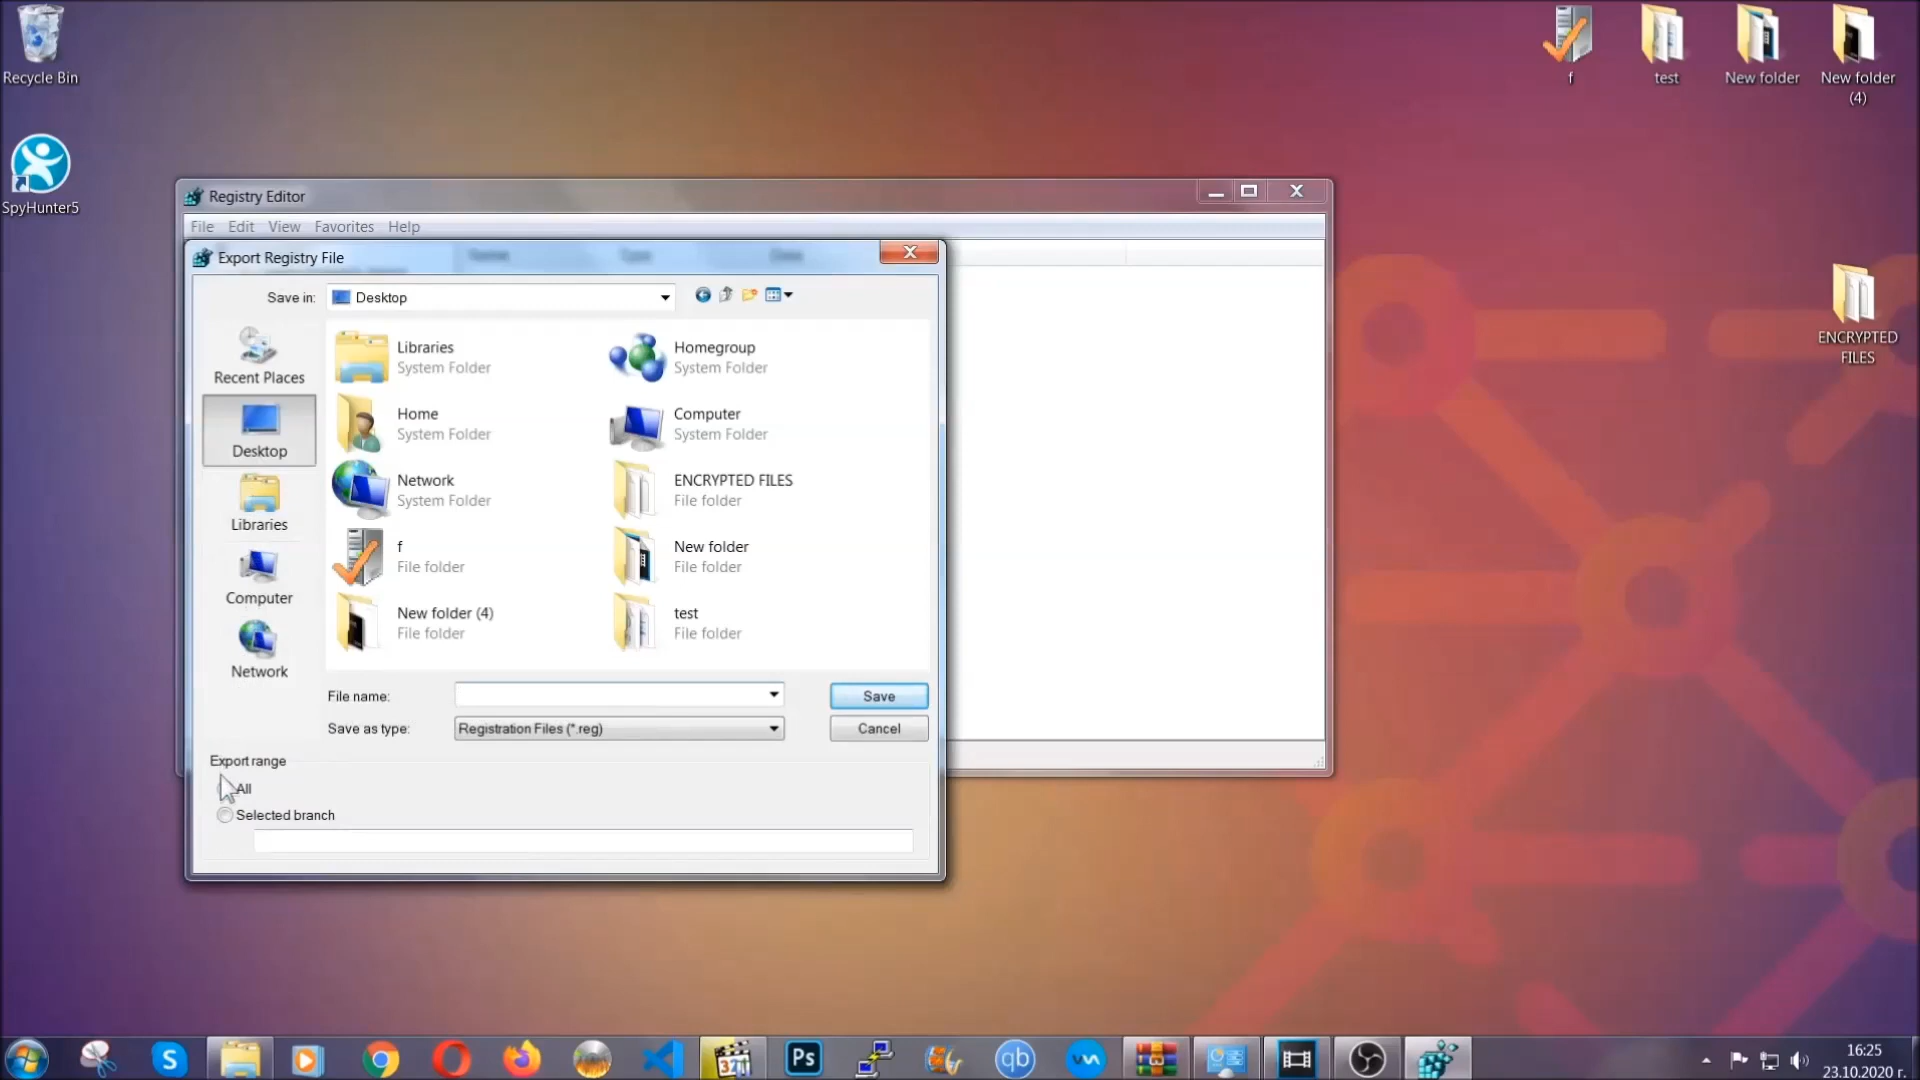 Recycle Bin
SpyHunter5
f
test
New folder
New folder
(4)
ENCRYPTED
FILES
Registry Editor
File Edit View Favorites Help
Export Registry File
Save in:
Desktop
Recent Places
Desktop
Libraries
Computer
Network
Libraries
System Folder
Homegroup
System Folder
Home
System Folder
Computer
System Folder
Network
System Folder
ENCRYPTED FILES
File folder
f
File folder
New folder
File folder
New folder (4)
File folder
test
File folder
File name:
Save
Save as type:
Registration Files (*.reg)
Cancel
Export range
All
Selected branch
S
321
Ps
qb
16:25
23.10.2020 г.